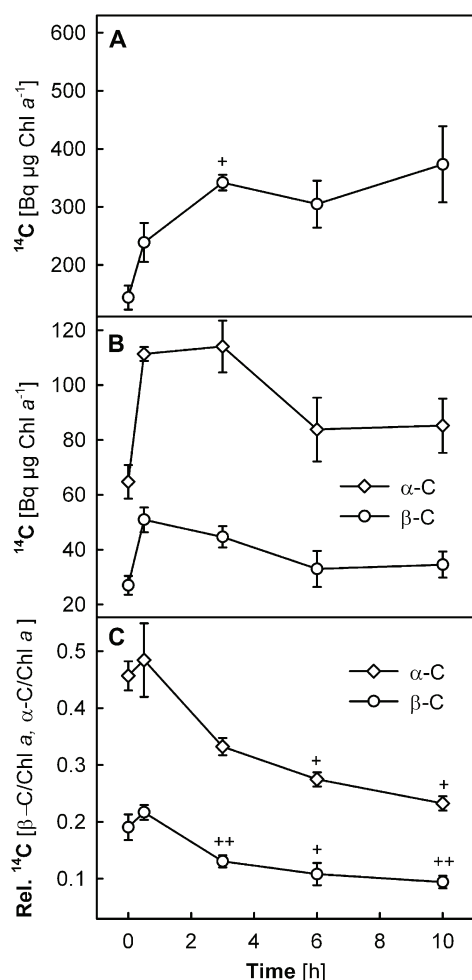 A
600
500
400
300
200
¹⁴C [Bq µg Chl a⁻¹]
+
B
120
100
80
60
40
20
¹⁴C [Bq µg Chl a⁻¹]
α-C
β-C
C
0.5
0.4
0.3
0.2
0.1
Rel. ¹⁴C [β–C/Chl a, α-C/Chl a ]
α-C
β-C
+
+
++
+
++
0
2
4
6
8
10
Time [h]